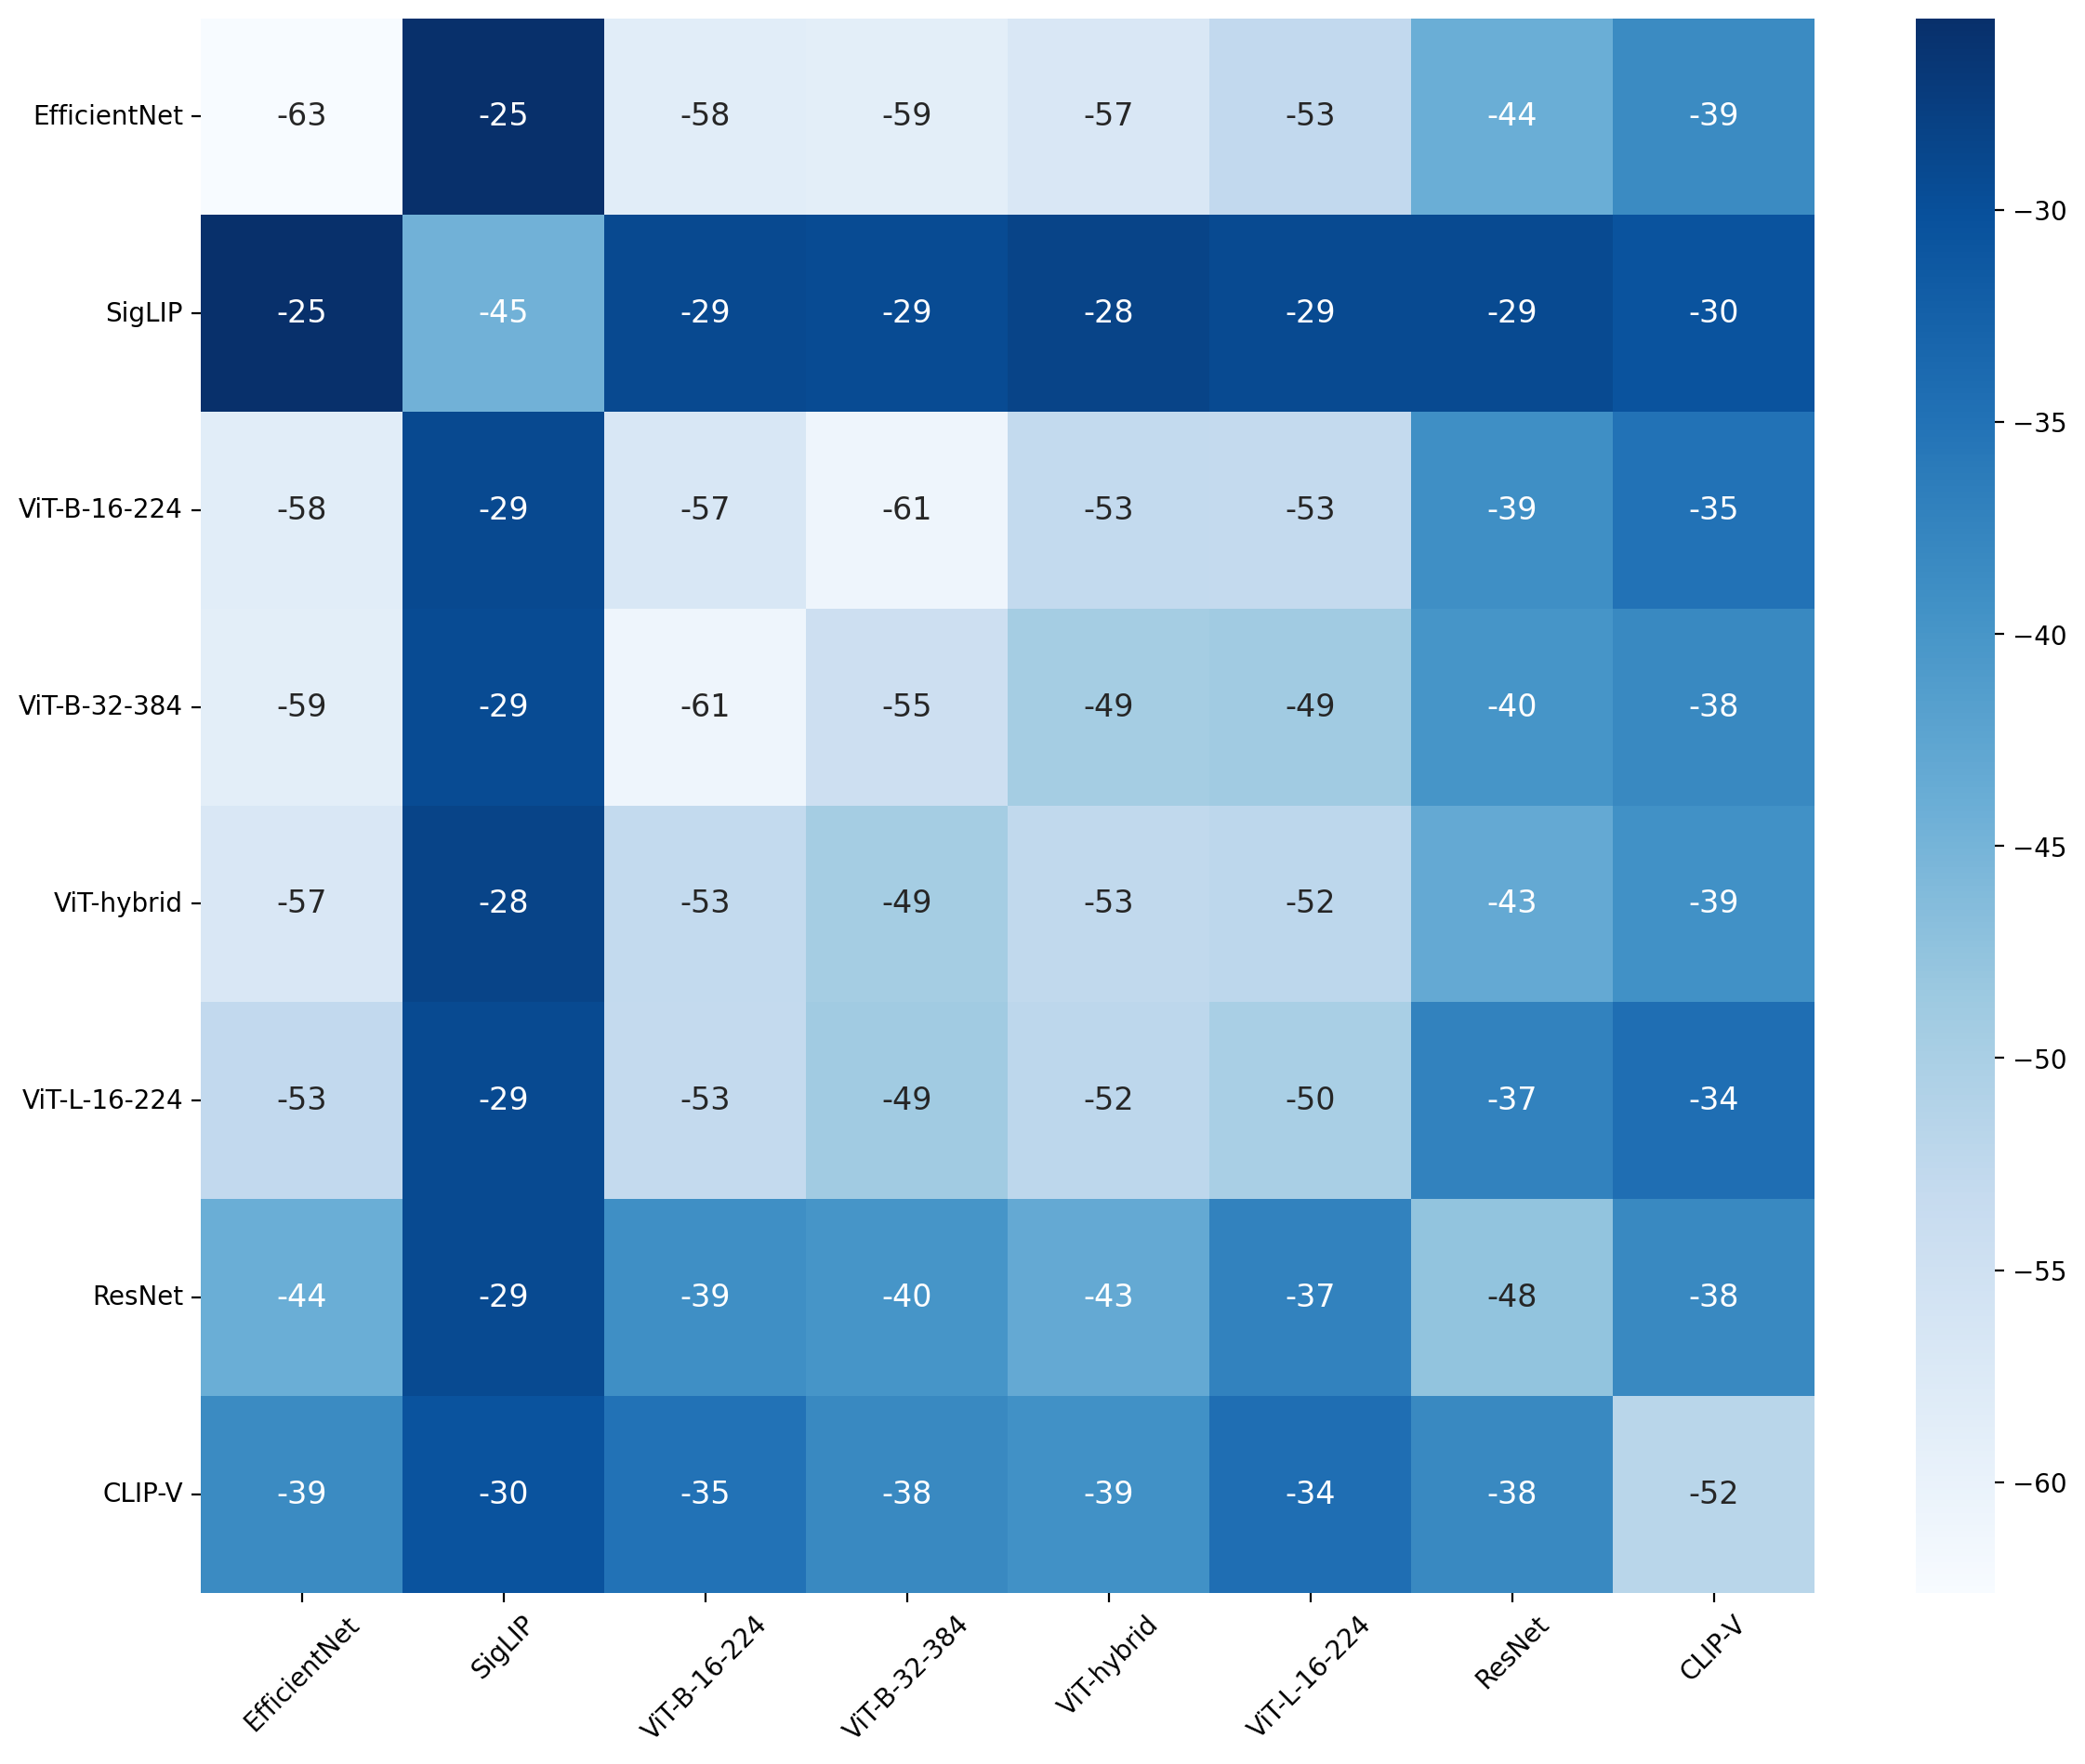 EfficientNet -63 -25 -58 -59 -57 -53 -44 -39
SigLIP -25 -45 -29 -29 -28 -29 -29 -30
ViT-B-16-224 -58 -29 -57 -61 -53 -53 -39 -35
ViT-B-32-384 -59 -29 -61 -55 -49 -49 -40 -38
ViT-hybrid -57 -28 -53 -49 -53 -52 -43 -39
ViT-L-16-224 -53 -29 -53 -49 -52 -50 -37 -34
ResNet -44 -29 -39 -40 -43 -37 -48 -38
CLIP-V -39 -30 -35 -38 -39 -34 -38 -52
EfficientNet SigLIP ViT-B-16-224 ViT-B-32-384 ViT-hybrid ViT-L-16-224 ResNet CLIP-V
−30
−35
−40
−45
−50
−55
−60